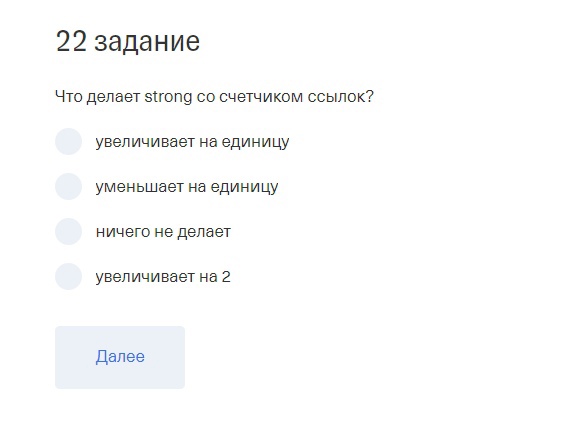 22 задание
Что делает strong со счетчиком ссылок?
увеличивает на единицу
уменьшает на единицу
ничего не делает
увеличивает на 2
Далее